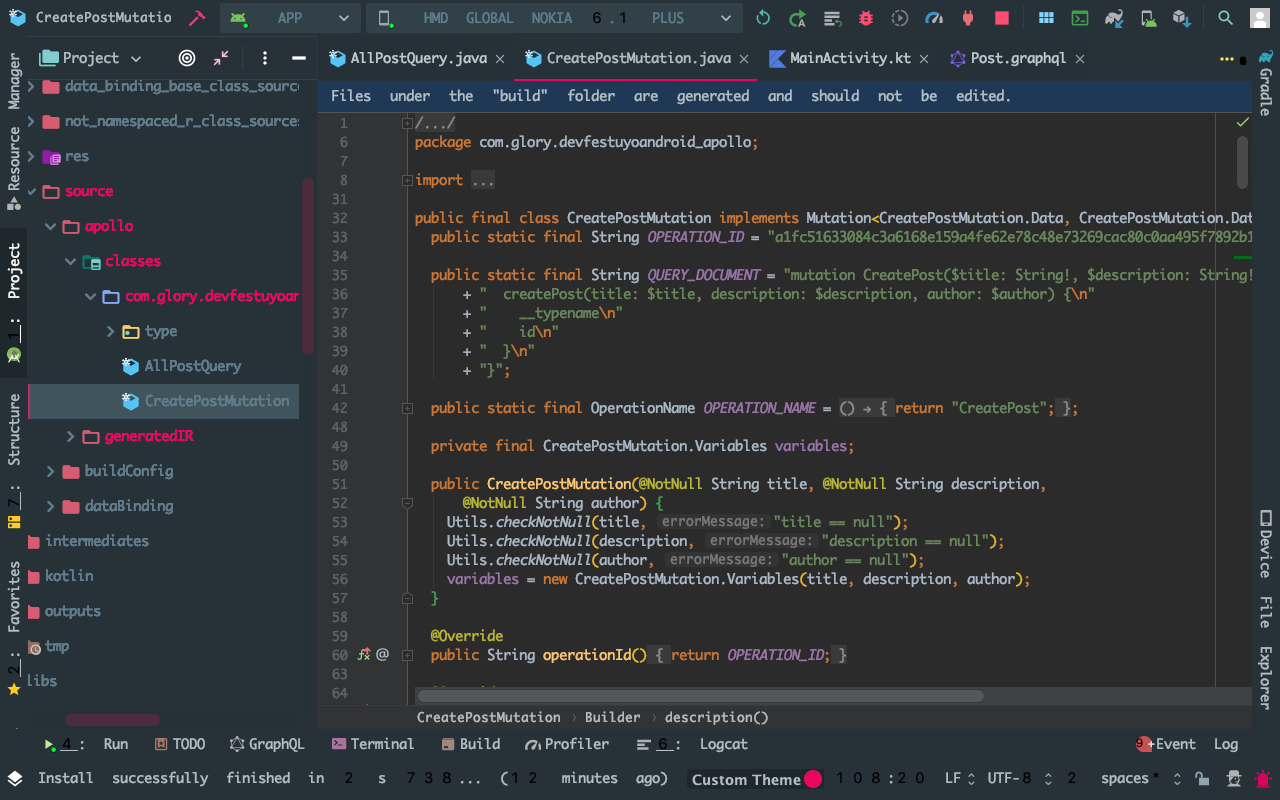 CreatePostMutatio APP HMD GLOBAL NOKIA 6.1 PLUS
Project
AllPostQuery.java CreatePostMutation.java MainActivity.kt Post.graphql
Files under the "build" folder are generated and should not be edited.
Manager
Resource
1: Project
7: Structure
2: Favorites
data_binding_base_class_sourc
not_namespaced_r_class_sources
res
source
apollo
classes
com.glory.devfestuyoar
type
AllPostQuery
CreatePostMutation
generatedIR
buildConfig
dataBinding
intermediates
kotlin
outputs
tmp
libs
1 /.../
6 package com.glory.devfestuyoandroid_apollo;
7
8 import ...
31
32 public final class CreatePostMutation implements Mutation<CreatePostMutation.Data, CreatePostMutation.Dat
33 public static final String OPERATION_ID = "a1fc51633084c3a6168e159a4fe62e78c48e73269cac80c0aa495f7892b1
34
35 public static final String QUERY_DOCUMENT = "mutation CreatePost($title: String!, $description: String!
36 + "  createPost(title: $title, description: $description, author: $author) {\n"
37 + "    __typename\n"
38 + "    id\n"
39 + "  }\n"
40 + "}";
41
42 public static final OperationName OPERATION_NAME = () → { return "CreatePost"; };
48
49 private final CreatePostMutation.Variables variables;
50
51 public CreatePostMutation(@NotNull String title, @NotNull String description,
52 @NotNull String author) {
53 Utils.checkNotNull(title, errorMessage: "title == null");
54 Utils.checkNotNull(description, errorMessage: "description == null");
55 Utils.checkNotNull(author, errorMessage: "author == null");
56 variables = new CreatePostMutation.Variables(title, description, author);
57 }
58
59 @Override
60 public String operationId() { return OPERATION_ID; }
63
64
CreatePostMutation › Builder › description()
Gradle
Device File Explorer
4: Run TODO GraphQL Terminal Build Profiler 6: Logcat 9+ Event Log
Install successfully finished in 2 s 738... (12 minutes ago) Custom Theme 108:20 LF UTF-8 2 spaces*